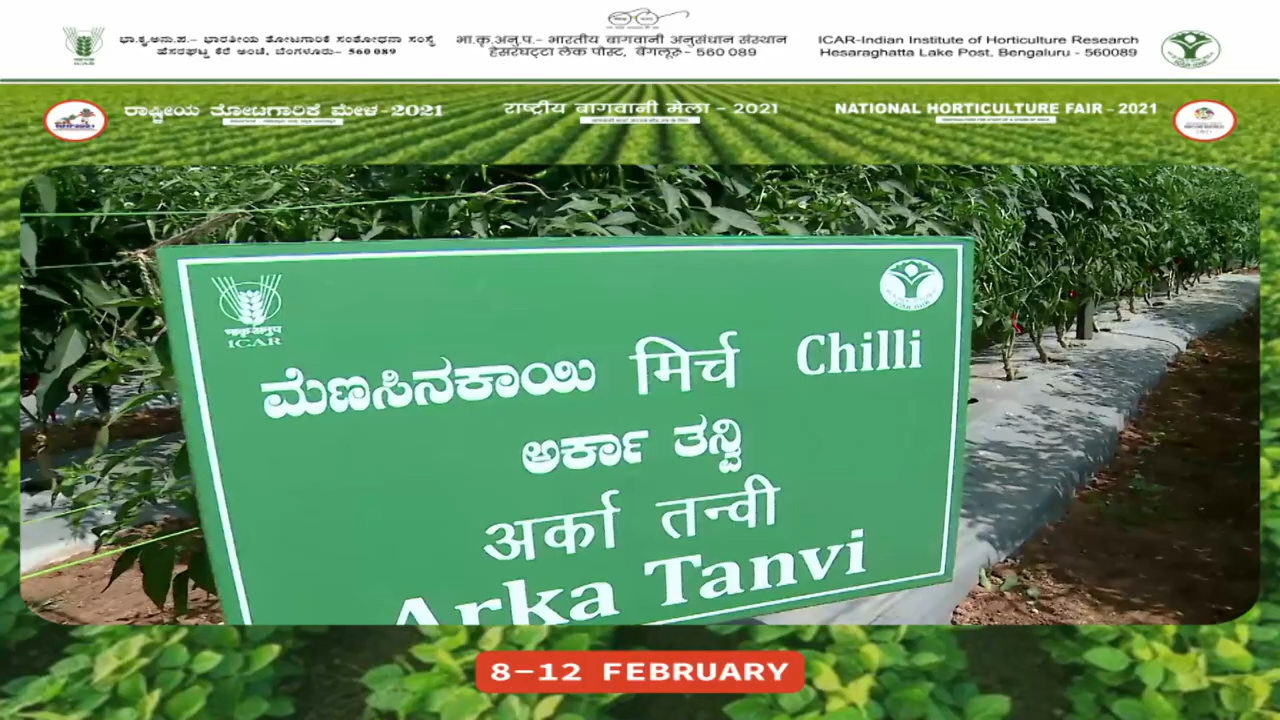 ಭಾ.ಕೃ.ಅನು.ಪ.- ಭಾರತೀಯ ತೋಟಗಾರಿಕೆ ಸಂಶೋಧನಾ ಸಂಸ್ಥೆ
ಹೆಸರಘಟ್ಟ ಕೆರೆ ಅಂಚೆ, ಬೆಂಗಳೂರು- 560 089
भा.कृ.अनु.प.- भारतीय बागवानी अनुसंधान संस्थान
हेसरघट्टा लेक पोस्ट, बेंगलूरु - 560 089
ICAR-Indian Institute of Horticulture Research
Hesaraghatta Lake Post, Bengaluru - 560089
ರಾಷ್ಟ್ರೀಯ ತೋಟಗಾರಿಕೆ ಮೇಳ -2021
राष्ट्रीय बागवानी मेला - 2021
NATIONAL HORTICULTURE FAIR - 2021
भाकृअनुप
ICAR
ಮೆಣಸಿನಕಾಯಿ मिर्च Chilli
ಅರ್ಕಾ ತನ್ವಿ
अर्का तन्वी
Arka Tanvi
8-12 FEBRUARY